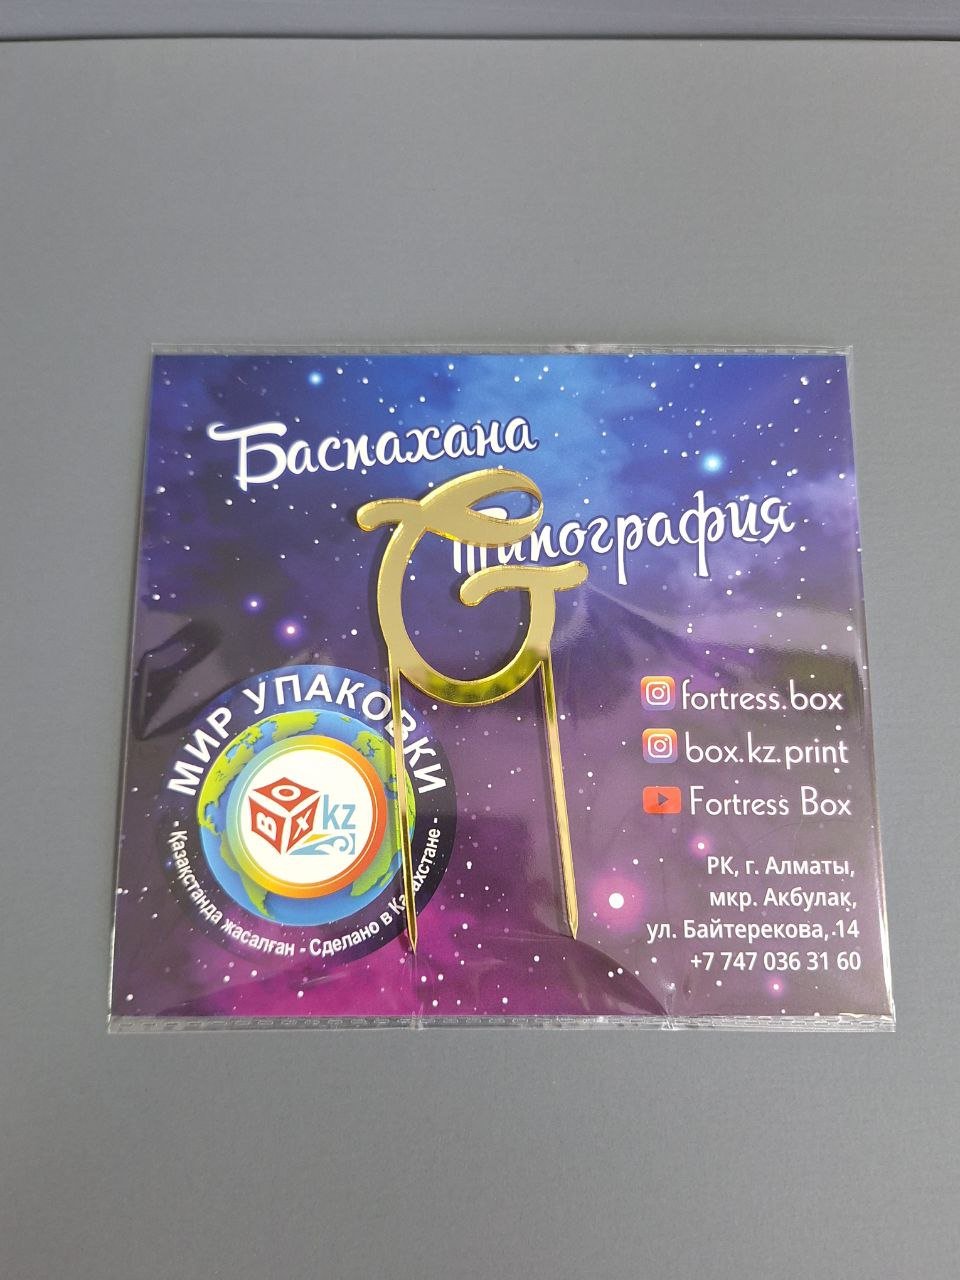 Баспахана
Типография
G
МИР УПАКОВКИ
BOX kz
- Қазақстанда жасалған - Сделано в Казахстане -
fortress.box
box.kz.print
Fortress Box
РК, г. Алматы,
мкр. Акбулак,
ул. Байтерекова, 14
+7 747 036 31 60